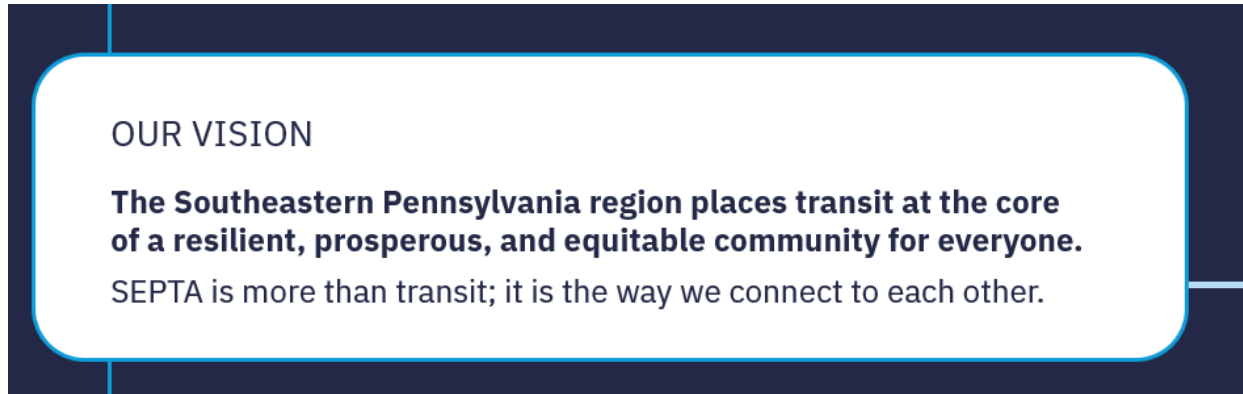 OUR VISION
The Southeastern Pennsylvania region places transit at the core
of a resilient, prosperous, and equitable community for everyone.
SEPTA is more than transit; it is the way we connect to each other.